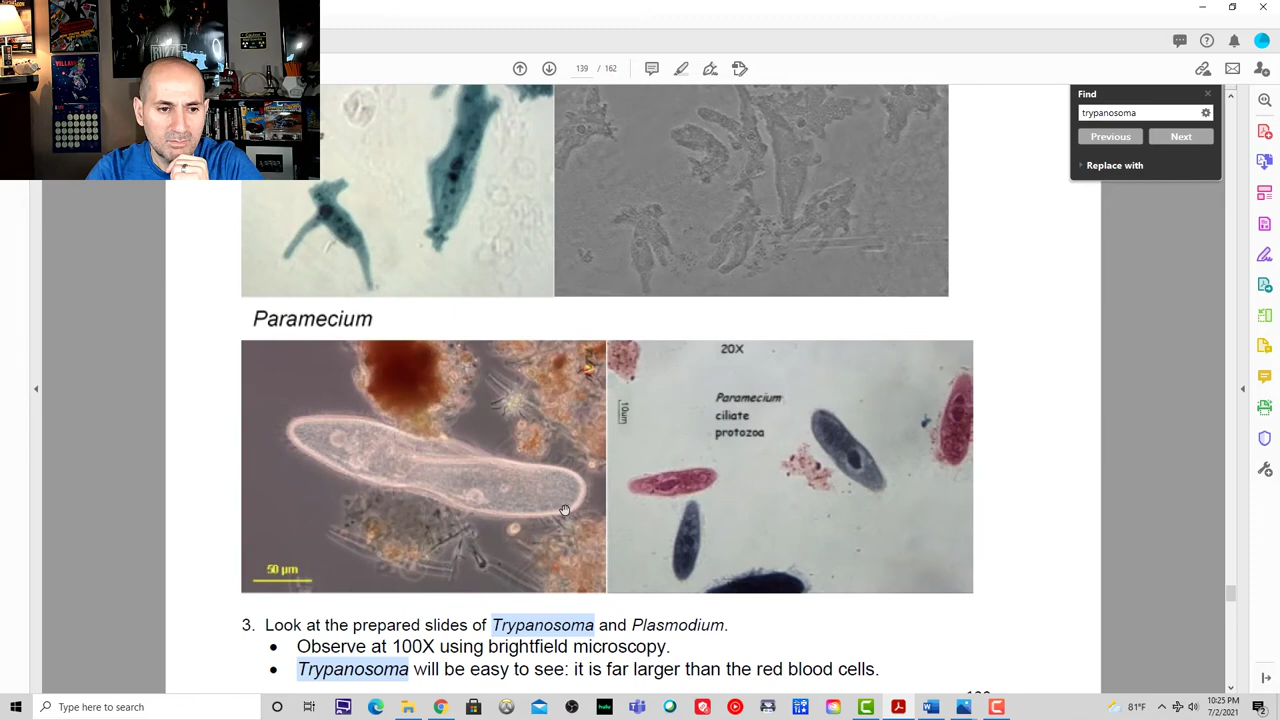 139 / 162
Find
trypanosoma
Previous
Next
Replace with
Paramecium
20X
10um
Paramecium
ciliate
protozoa
50 µm
3. Look at the prepared slides of Trypanosoma and Plasmodium.
• Observe at 100X using brightfield microscopy.
• Trypanosoma will be easy to see: it is far larger than the red blood cells.
Type here to search
hulu
81°F
10:25 PM
7/2/2021